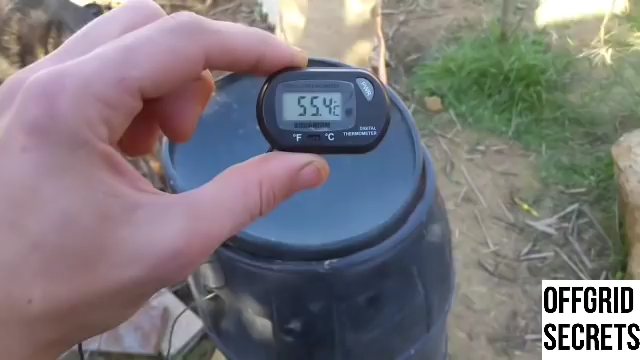 55.4°C
°F
°C
DIGITAL
THERMOMETER
OFFGRID
SECRETS